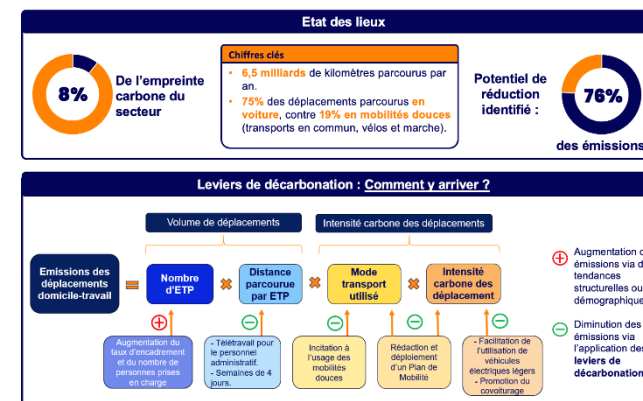 Etat des lieux
8%
De l'empreinte
carbone du
secteur
Chiffres clés
• 6,5 milliards de kilomètres parcourus par
an.
• 75% des déplacements parcourus en
voiture, contre 19% en mobilités douces
(transports en commun, vélos et marche).
Potentiel de
réduction
identifié :
76%
des émissions
Leviers de décarbonation : Comment y arriver ?
Volume de déplacements
Intensité carbone des déplacements
Emissions des
déplacements
domicile-travail
=
Nombre
d'ETP
×
Distance
parcourue
par ETP
×
Mode
transport
utilisé
×
Intensité
carbone des
déplacement
Augmentation du
taux d'encadrement
et du nombre de
personnes prises
en charge
- Télétravail pour
le personnel
administratif.
- Semaines de 4
jours.
Incitation à
l'usage des
mobilités
douces
Rédaction et
déploiement
d'un Plan de
Mobilité
- Facilitation de
l'utilisation de
véhicules
électriques légers
- Promotion du
covoiturage
Augmentation
émissions via
tendances
structurelles ou
démographique
Diminution des
émissions via
l'application
leviers de
décarbonation